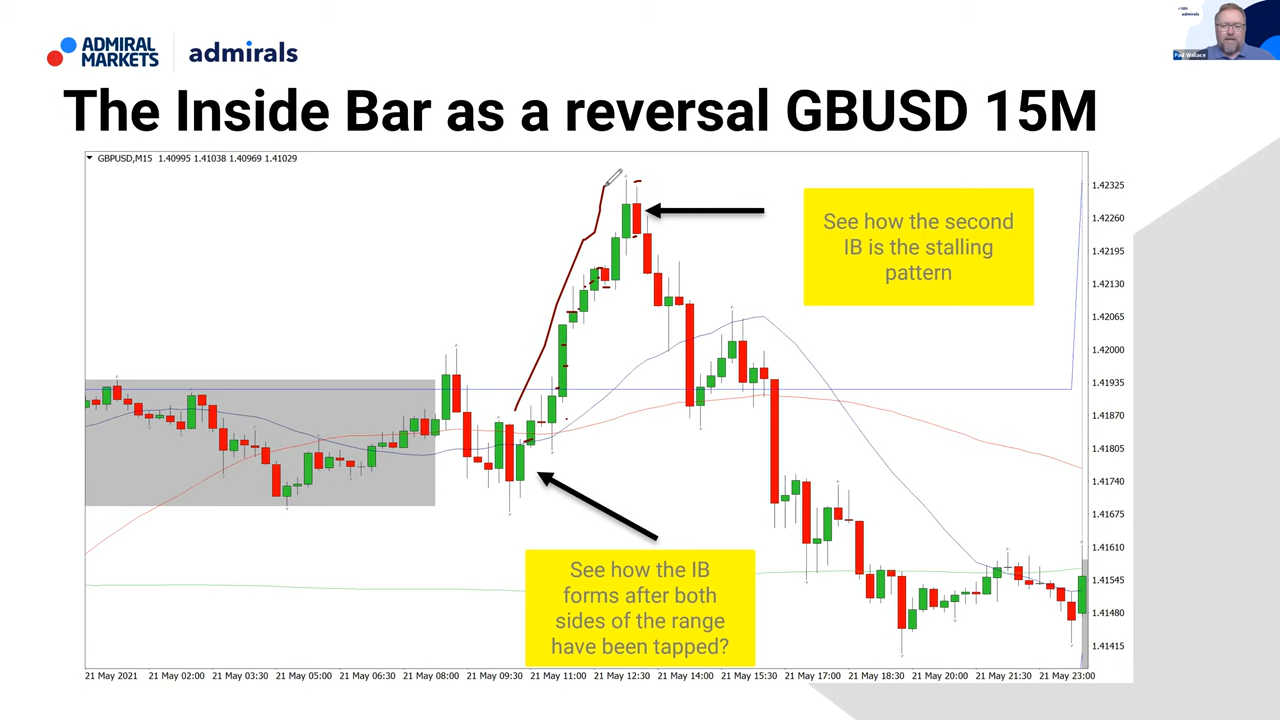 ADMIRAL
MARKETS
admirals
admirals
Paul Wallace
The Inside Bar as a reversal GBUSD 15M
GBPUSD,M15 1.40995 1.41038 1.40969 1.41029
See how the second
IB is the stalling
pattern
See how the IB
forms after both
sides of the range
have been tapped?
1.42325
1.42260
1.42195
1.42130
1.42065
1.42000
1.41935
1.41870
1.41805
1.41740
1.41675
1.41610
1.41545
1.41480
1.41415
21 May 2021 21 May 02:00 21 May 03:30 21 May 05:00 21 May 06:30 21 May 08:00 21 May 09:30 21 May 11:00 21 May 12:30 21 May 14:00 21 May 15:30 21 May 17:00 21 May 18:30 21 May 20:00 21 May 21:30 21 May 23:00